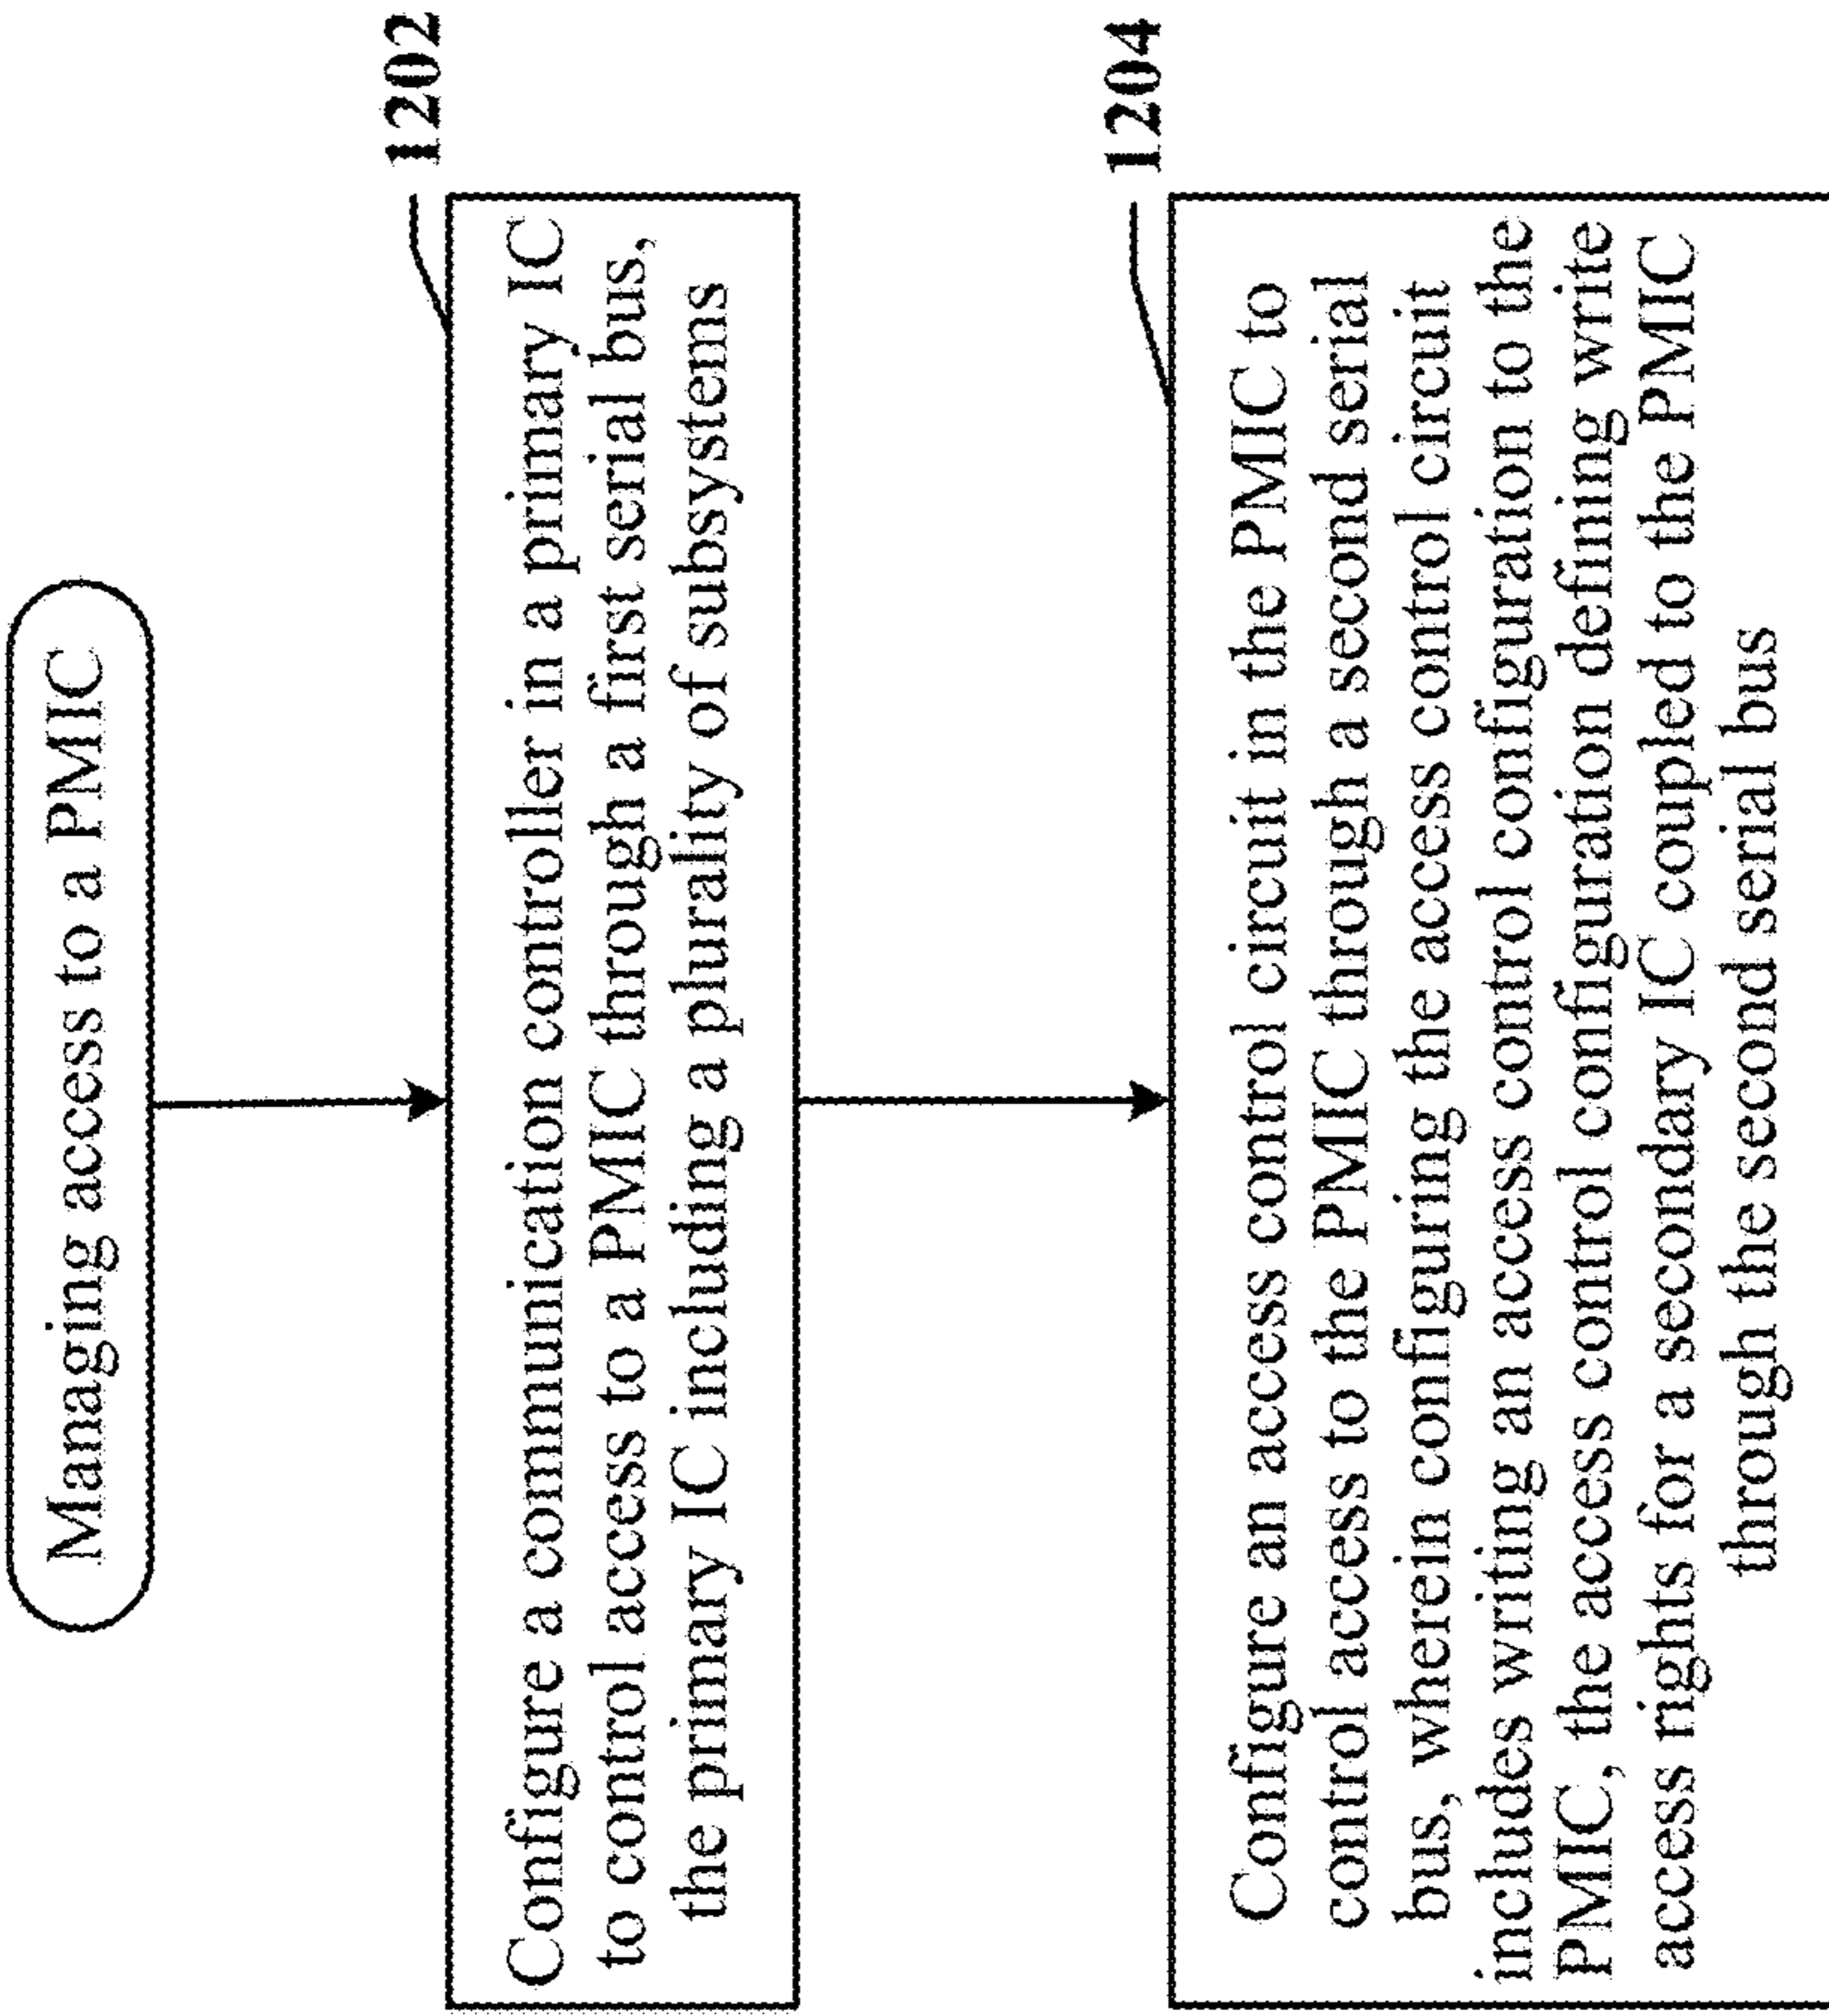 Managing access to a PMIC
1202
Configure a communication controller in a primary IC
to control access to a PMIC through a first serial bus,
the primary IC including a plurality of subsystems
1204
Configure an access control circuit in the PMIC to
control access to the PMIC through a second serial
bus, wherein configuring the access control circuit
includes writing an access control configuration to the
PMIC, the access control configuration defining write
access rights for a secondary IC coupled to the PMIC
through the second serial bus